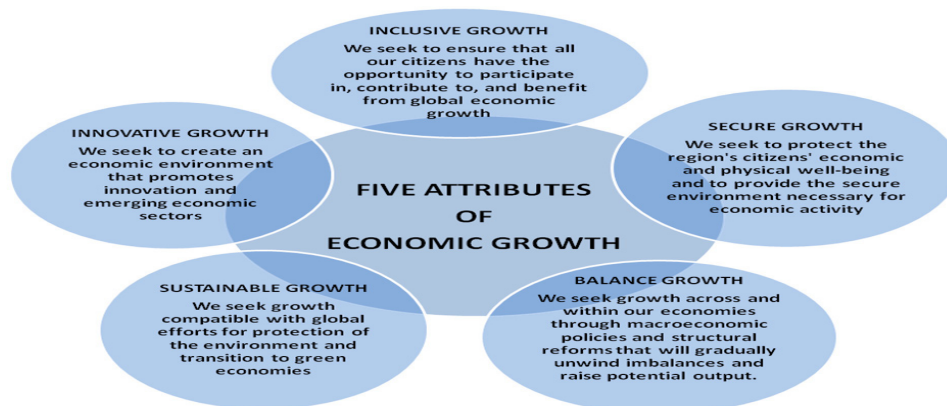 INCLUSIVE GROWTH
We seek to ensure that all
our citizens have the
opportunity to participate
in, contribute to, and benefit
from global economic
growth
INNOVATIVE GROWTH
We seek to create an
economic environment
that promotes
innovation and
emerging economic
sectors
SECURE GROWTH
We seek to protect the
region's citizens' economic
and physical well-being
and to provide the secure
environment necessary for
economic activity
FIVE ATTRIBUTES
OF
ECONOMIC GROWTH
SUSTAINABLE GROWTH
We seek growth
compatible with global
efforts for protection of
the environment and
transition to green
economies
BALANCE GROWTH
We seek growth across and
within our economies
through macroeconomic
policies and structural
reforms that will gradually
unwind imbalances and
raise potential output.